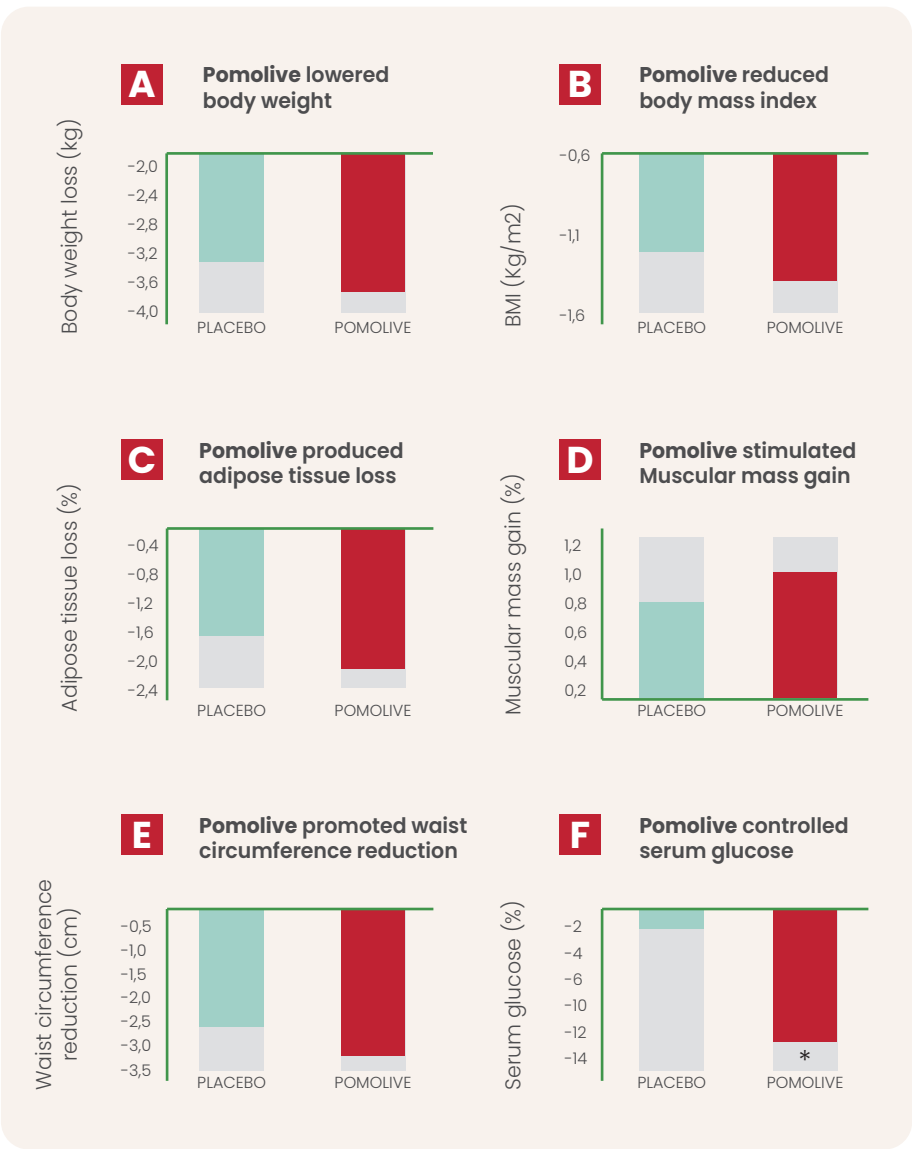 A
Pomolive lowered
body weight
Body weight loss (kg)
-2,0
-2,4
-2,8
-3,2
-3,6
-4,0
PLACEBO
POMOLIVE
B
Pomolive reduced
body mass index
BMI (Kg/m2)
-0,6
-1,1
-1,6
PLACEBO
POMOLIVE
C
Pomolive produced
adipose tissue loss
Adipose tissue loss (%)
-0,4
-0,8
-1,2
-1,6
-2,0
-2,4
PLACEBO
POMOLIVE
D
Pomolive stimulated
Muscular mass gain
Muscular mass gain (%)
1,2
1,0
0,8
0,6
0,4
0,2
PLACEBO
POMOLIVE
E
Pomolive promoted waist
circumference reduction
Waist circumference
reduction (cm)
-0,5
-1,0
-1,5
-2,0
-2,5
-3,0
-3,5
PLACEBO
POMOLIVE
F
Pomolive controlled
serum glucose
Serum glucose (%)
-2
-4
-6
-10
-12
-14
*
PLACEBO
POMOLIVE